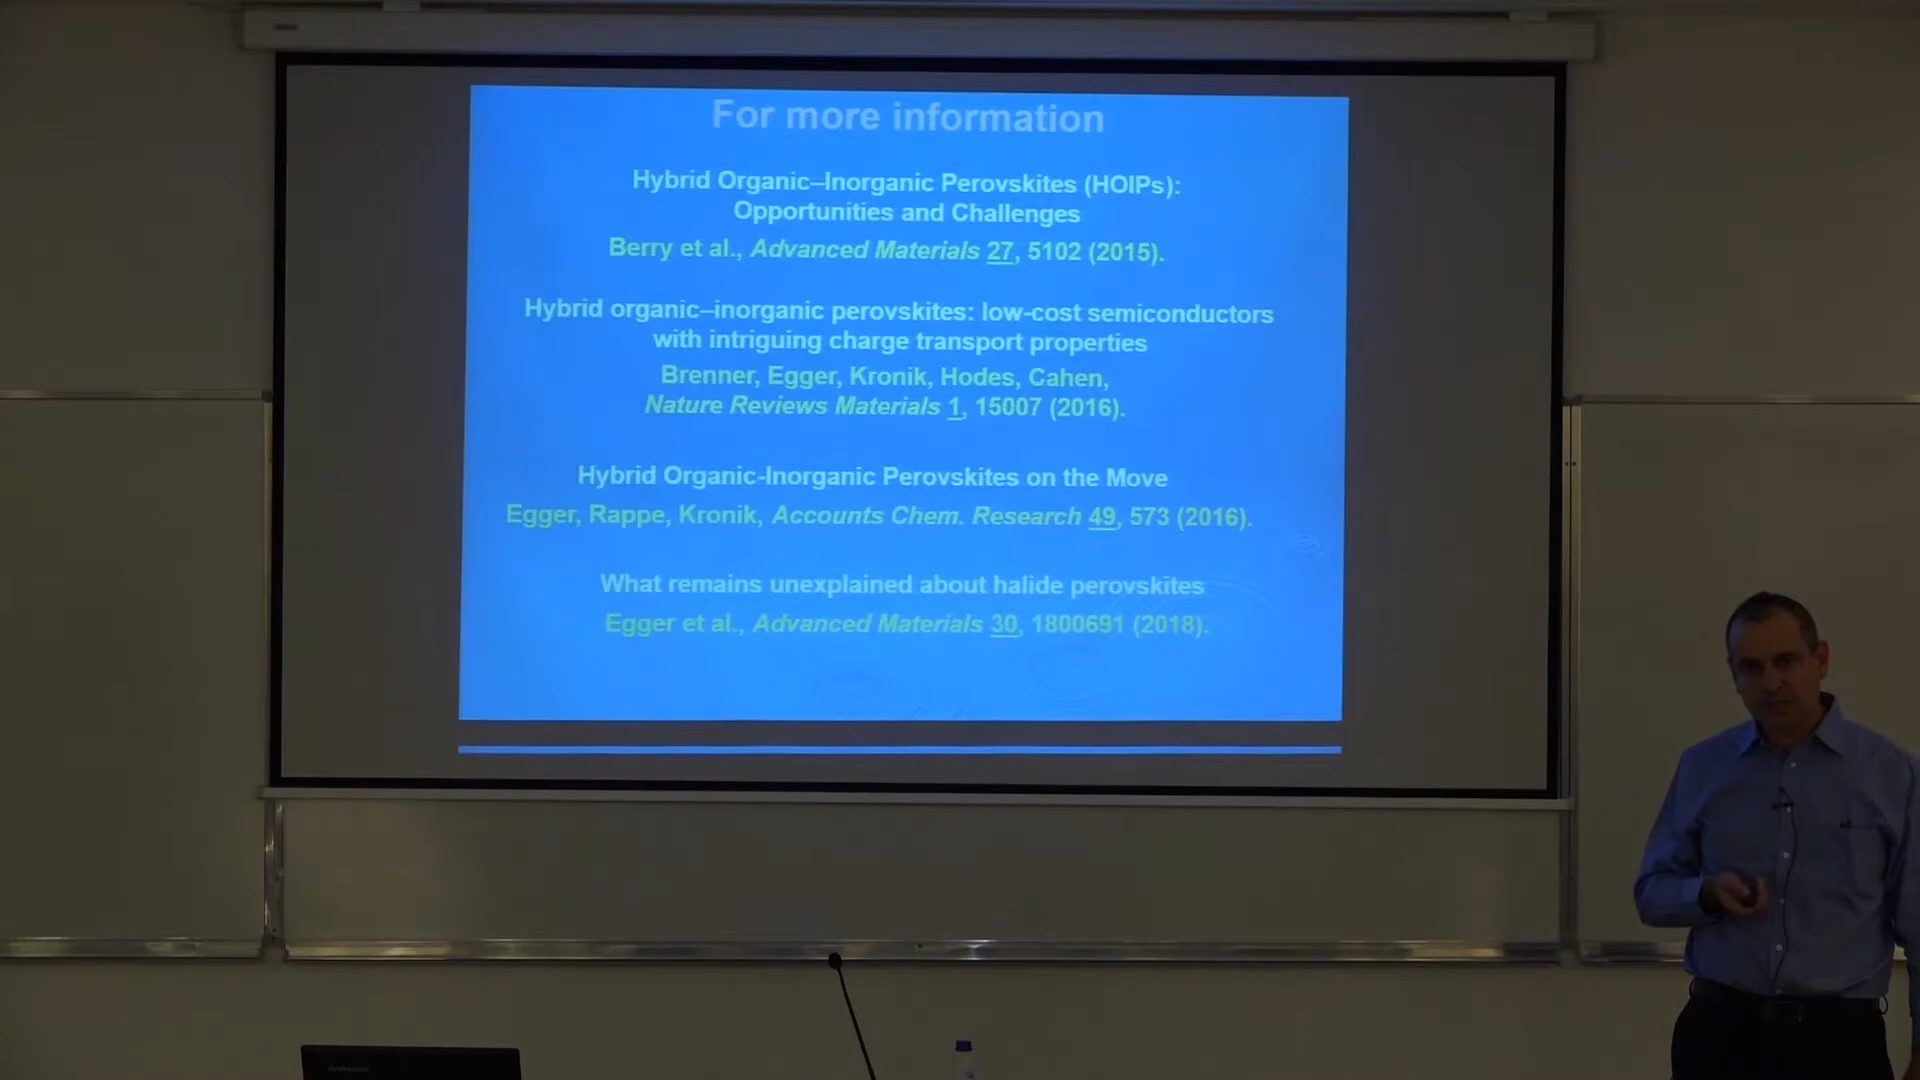 For more information
Hybrid Organic–Inorganic Perovskites (HOIPs):
Opportunities and Challenges
Berry et al., Advanced Materials 27, 5102 (2015).
Hybrid organic–inorganic perovskites: low-cost semiconductors
with intriguing charge transport properties
Brenner, Egger, Kronik, Hodes, Cahen,
Nature Reviews Materials 1, 15007 (2016).
Hybrid Organic-Inorganic Perovskites on the Move
Egger, Rappe, Kronik, Accounts Chem. Research 49, 573 (2016).
What remains unexplained about halide perovskites
Egger et al., Advanced Materials 30, 1800691 (2018).